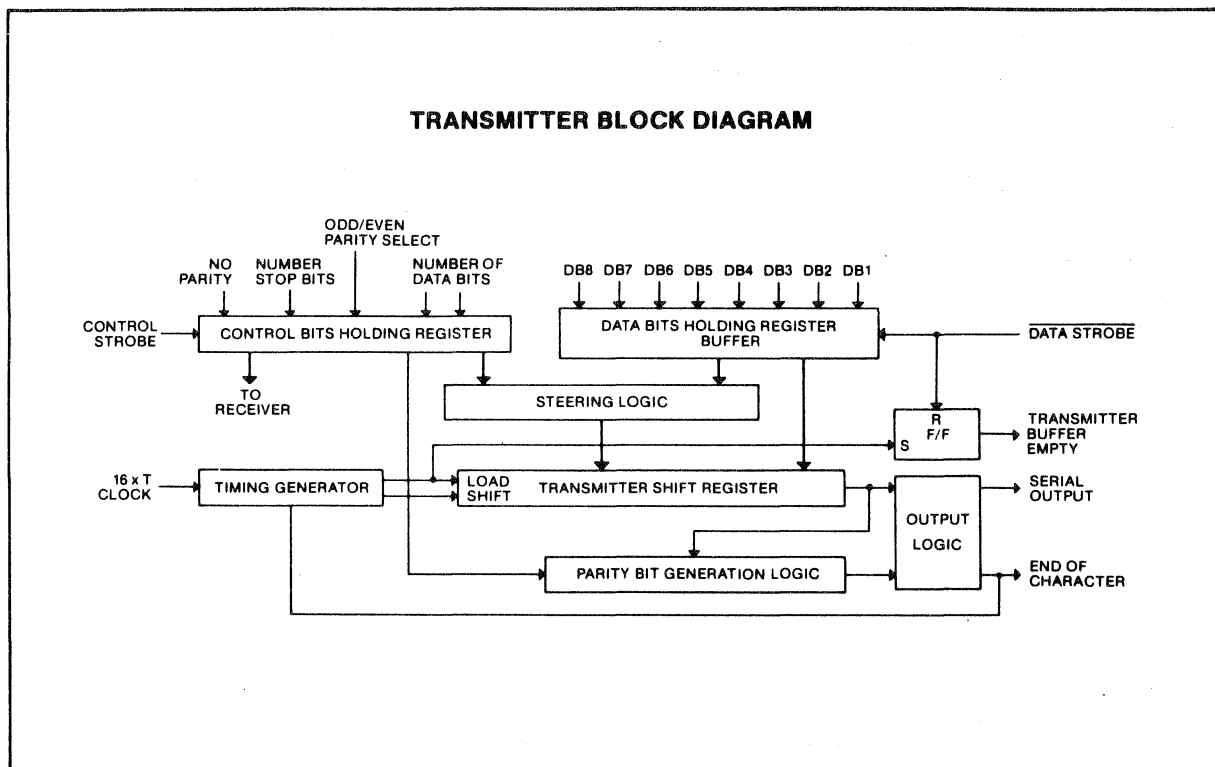 TRANSMITTER BLOCK DIAGRAM
ODD/EVEN
PARITY SELECT
NO
PARITY
NUMBER
STOP BITS
NUMBER OF
DATA BITS
DB8 DB7 DB6 DB5 DB4 DB3 DB2 DB1
CONTROL
STROBE
CONTROL BITS HOLDING REGISTER
DATA BITS HOLDING REGISTER
BUFFER
DATA STROBE
TO
RECEIVER
STEERING LOGIC
R
F/F
S
TRANSMITTER
BUFFER
EMPTY
16 x T
CLOCK
TIMING GENERATOR
LOAD
SHIFT
TRANSMITTER SHIFT REGISTER
OUTPUT
LOGIC
SERIAL
OUTPUT
PARITY BIT GENERATION LOGIC
END OF
CHARACTER